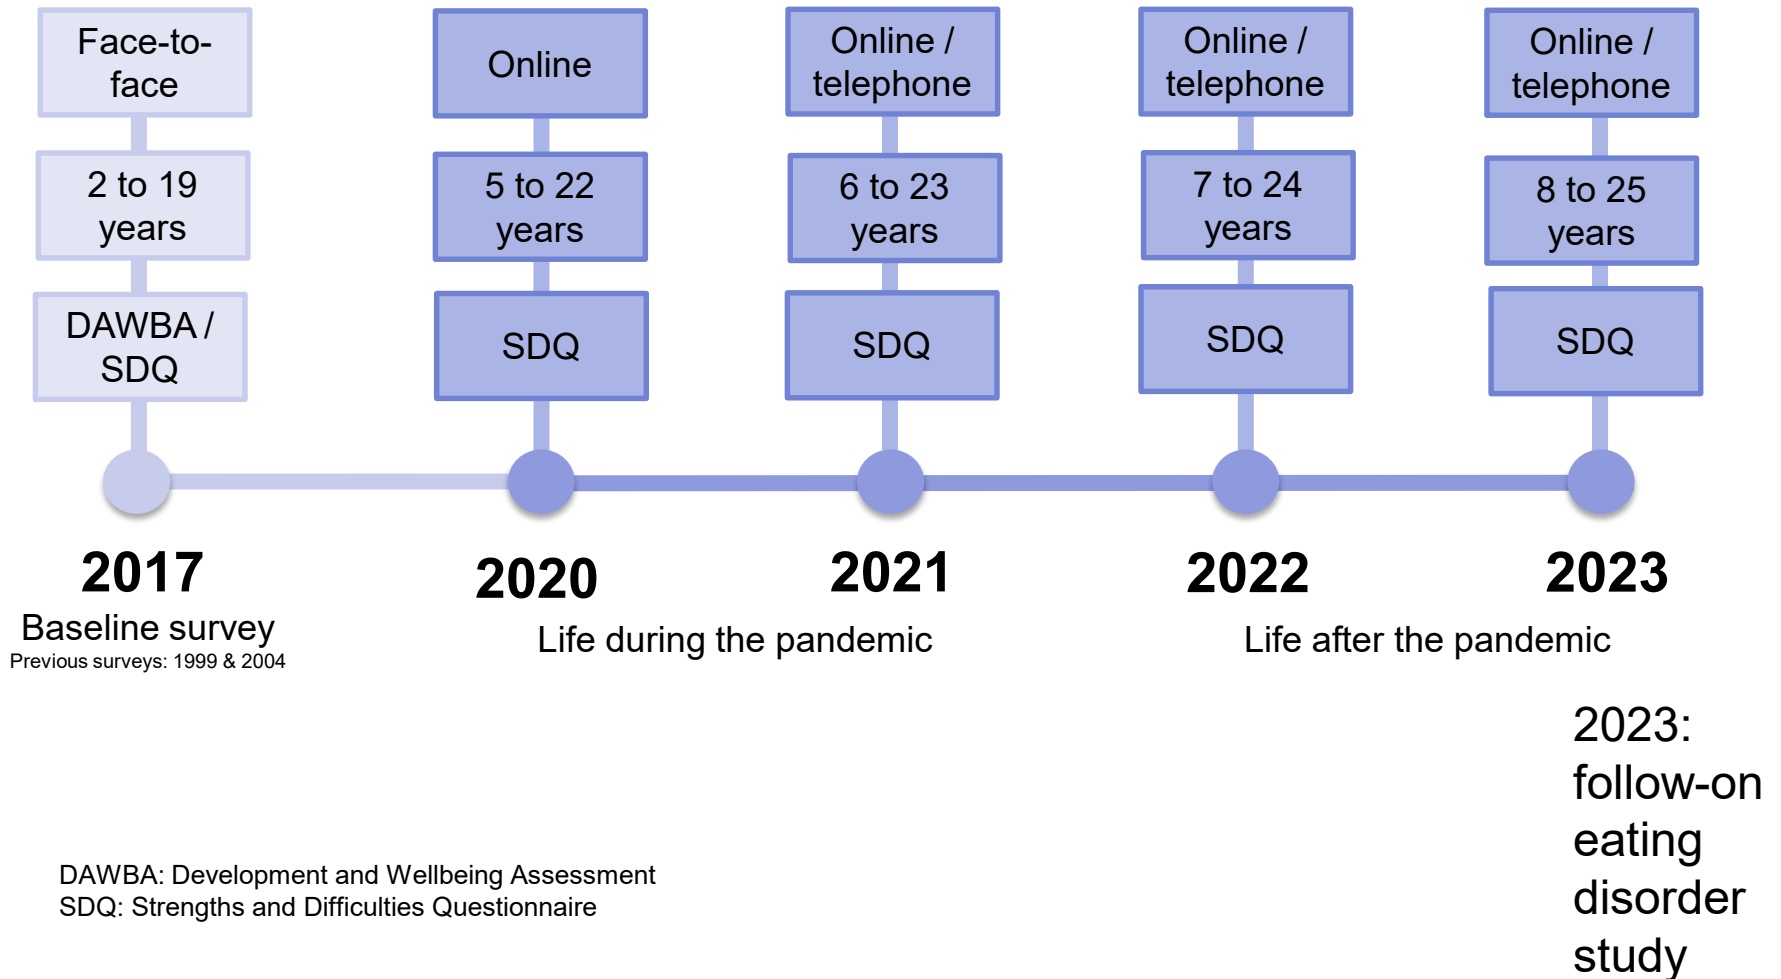 Face-to-
face
2 to 19
years
DAWBA /
SDQ
2017
Baseline survey
Previous surveys: 1999 & 2004
Online
5 to 22
years
SDQ
2020
Online /
telephone
6 to 23
years
SDQ
2021
Life during the pandemic
Online /
telephone
7 to 24
years
SDQ
2022
Online /
telephone
8 to 25
years
SDQ
2023
Life after the pandemic
2023:
follow-on
eating
disorder
study
DAWBA: Development and Wellbeing Assessment
SDQ: Strengths and Difficulties Questionnaire